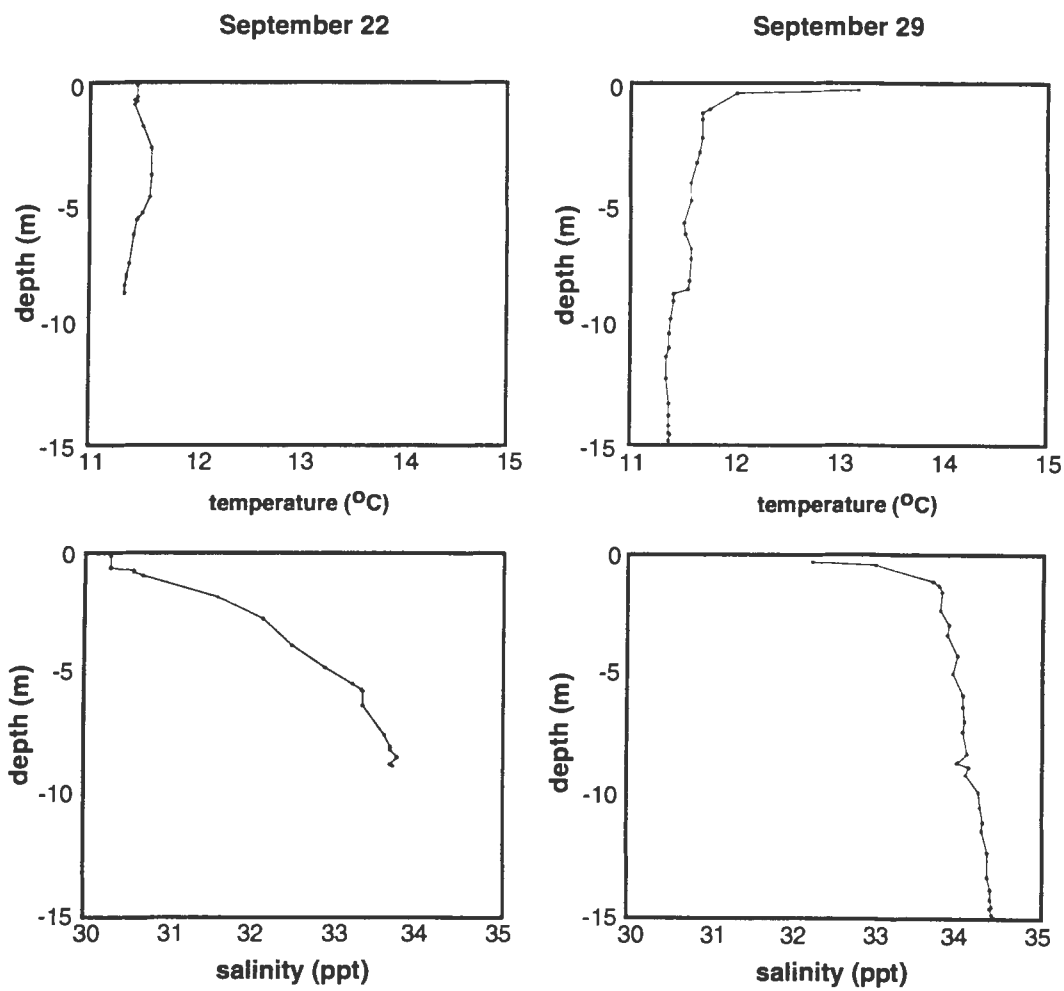 September 22
September 29
0
-5
-10
-15
depth (m)
11 12 13 14 15
temperature (°C)
0
-5
-10
-15
depth (m)
11 12 13 14 15
temperature (°C)
0
-5
-10
-15
depth (m)
30 31 32 33 34 35
salinity (ppt)
0
-5
-10
-15
depth (m)
30 31 32 33 34 35
salinity (ppt)